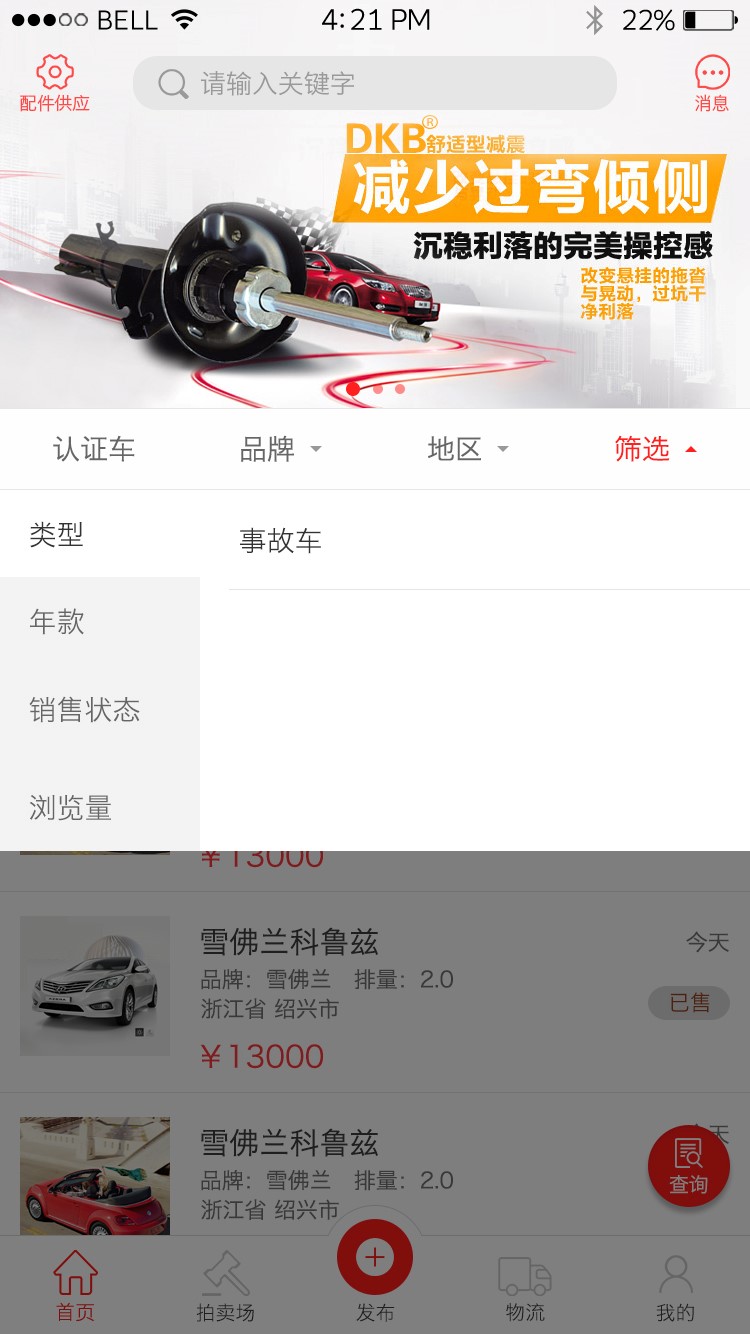 BELL 4:21 PM 22%
配件供应 请输入关键字 消息
DKB® 舒适型减震
减少过弯倾侧
沉稳利落的完美操控感
改变悬挂的拖沓
与晃动，过坑干
净利落
认证车 品牌 地区 筛选
类型 事故车
年款
销售状态
浏览量
￥13000
雪佛兰科鲁兹 今天
品牌：雪佛兰 排量：2.0
浙江省 绍兴市 已售
￥13000
雪佛兰科鲁兹 天
品牌：雪佛兰 排量：2.0
浙江省 绍兴市
查询
首页 拍卖场 发布 物流 我的